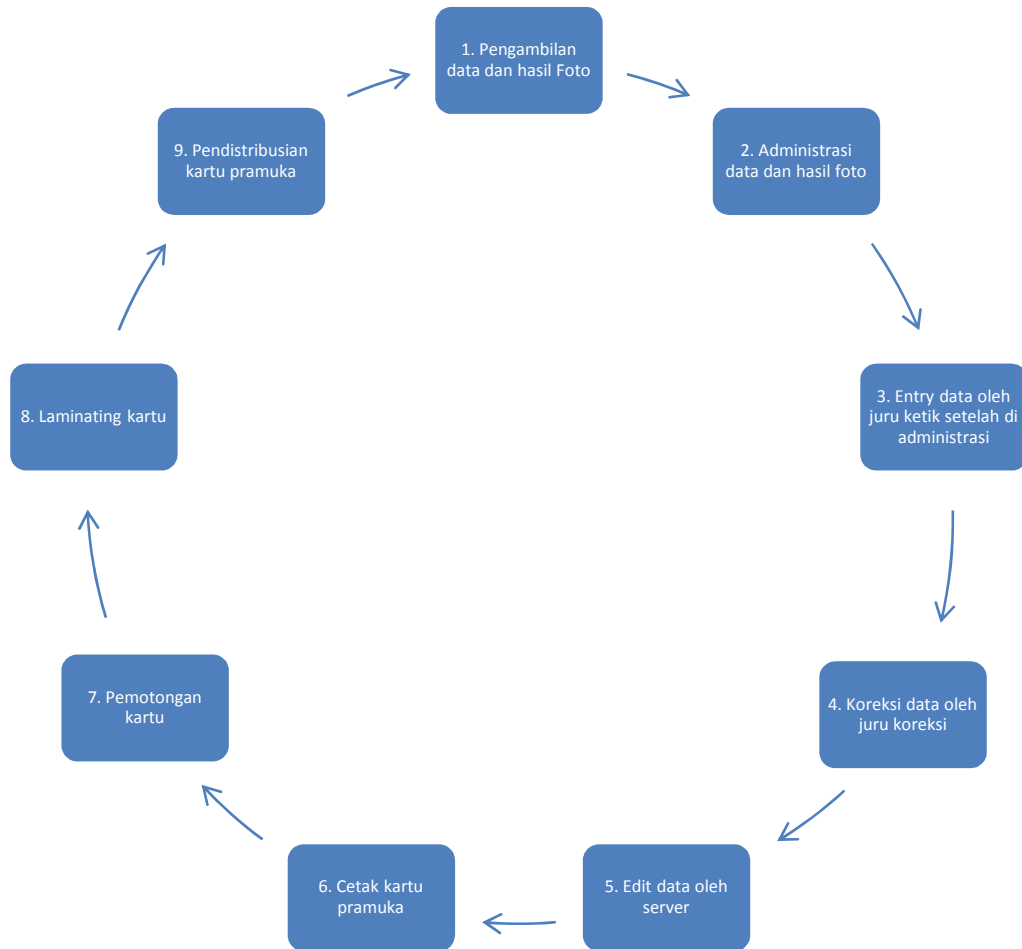 1. Pengambilan
data dan hasil Foto
2. Administrasi
data dan hasil foto
3. Entry data oleh
juru ketik setelah di
administrasi
4. Koreksi data oleh
juru koreksi
5. Edit data oleh
server
6. Cetak kartu
pramuka
7. Pemotongan
kartu
8. Laminating kartu
9. Pendistribusian
kartu pramuka